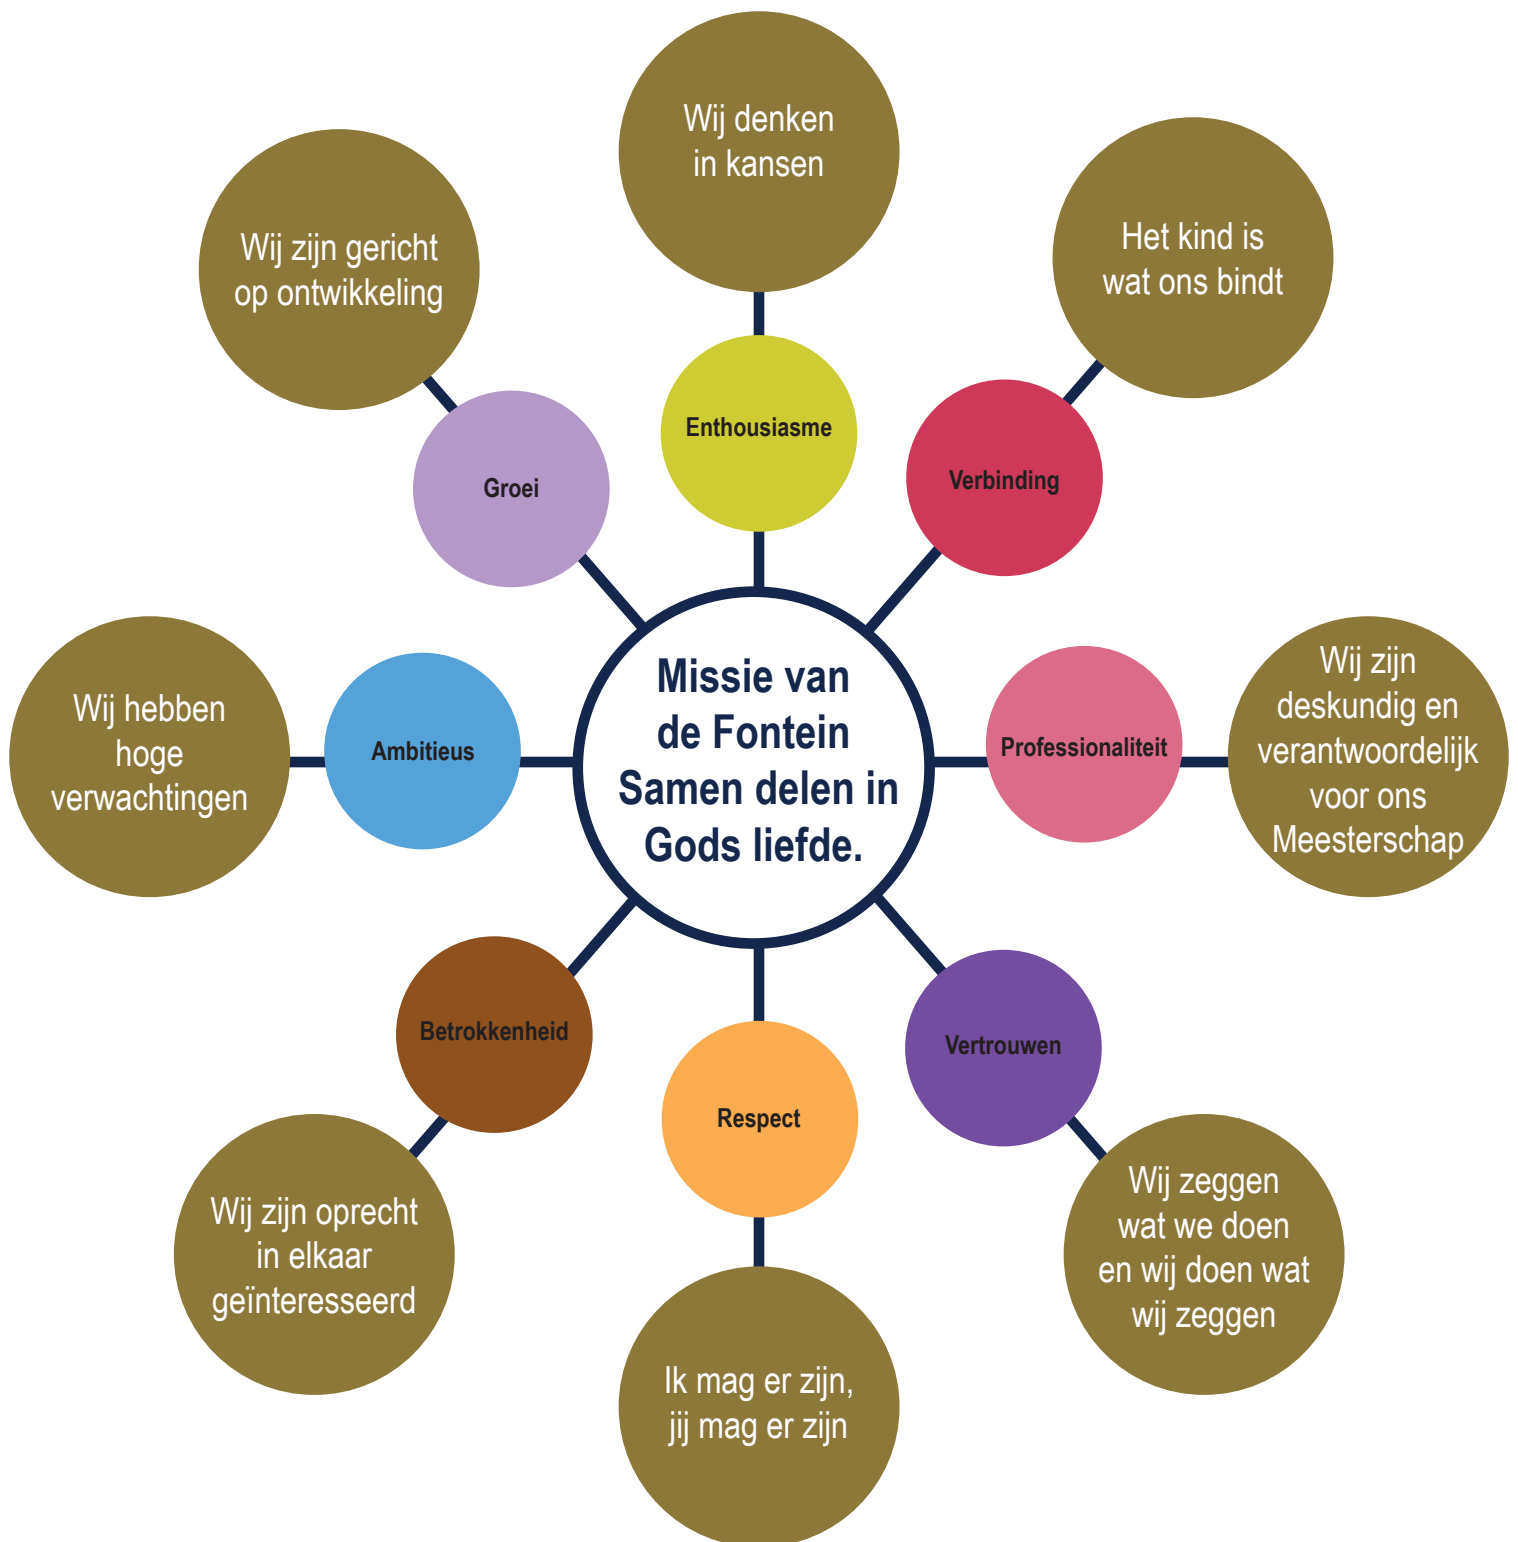 Wij denken
in kansen
Enthousiasme
Het kind is
wat ons bindt
Verbinding
Wij zijn
deskundig en
verantwoordelijk
voor ons
Meesterschap
Professionaliteit
Wij zeggen
wat we doen
en wij doen wat
wij zeggen
Vertrouwen
Ik mag er zijn,
jij mag er zijn
Respect
Wij zijn oprecht
in elkaar
geïnteresseerd
Betrokkenheid
Wij hebben
hoge
verwachtingen
Ambitieus
Wij zijn gericht
op ontwikkeling
Groei
Missie van
de Fontein
Samen delen in
Gods liefde.